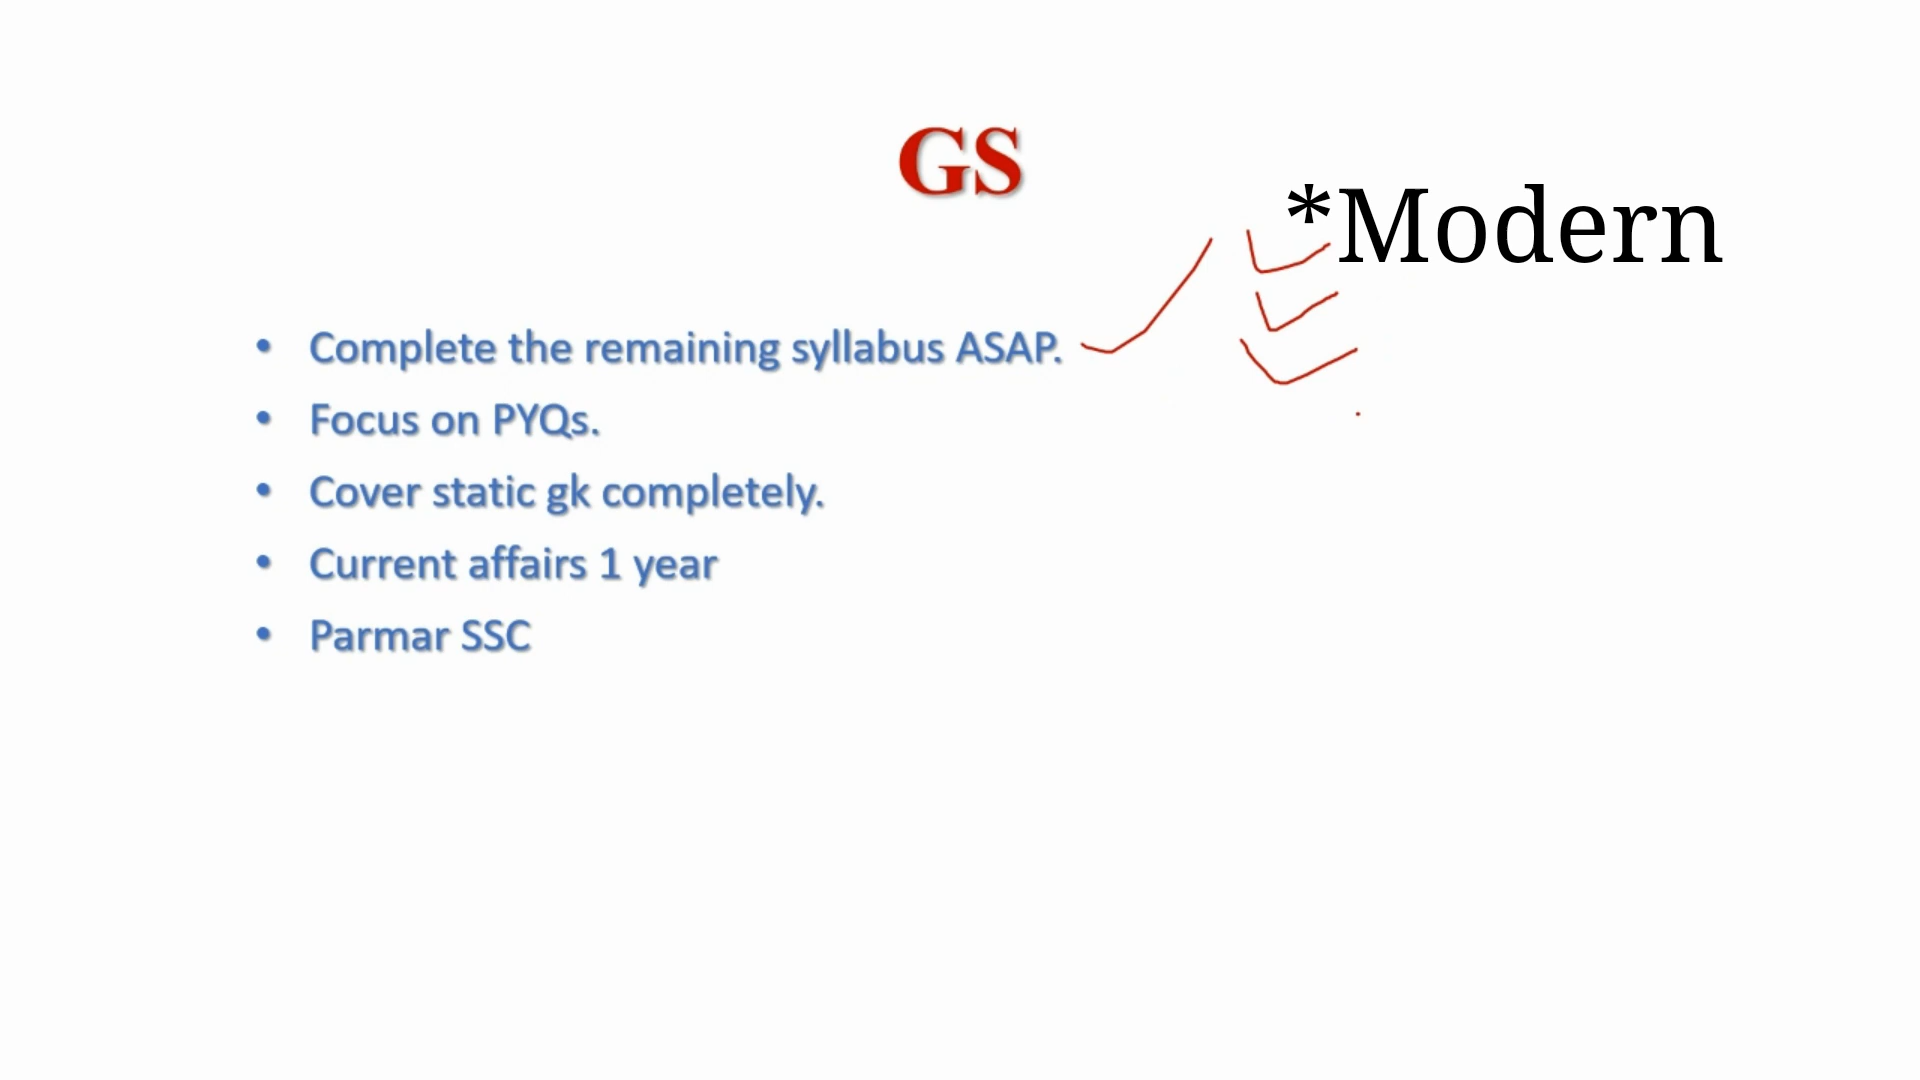 GS
*Modern
• Complete the remaining syllabus ASAP.
• Focus on PYQs.
• Cover static gk completely.
• Current affairs 1 year
• Parmar SSC